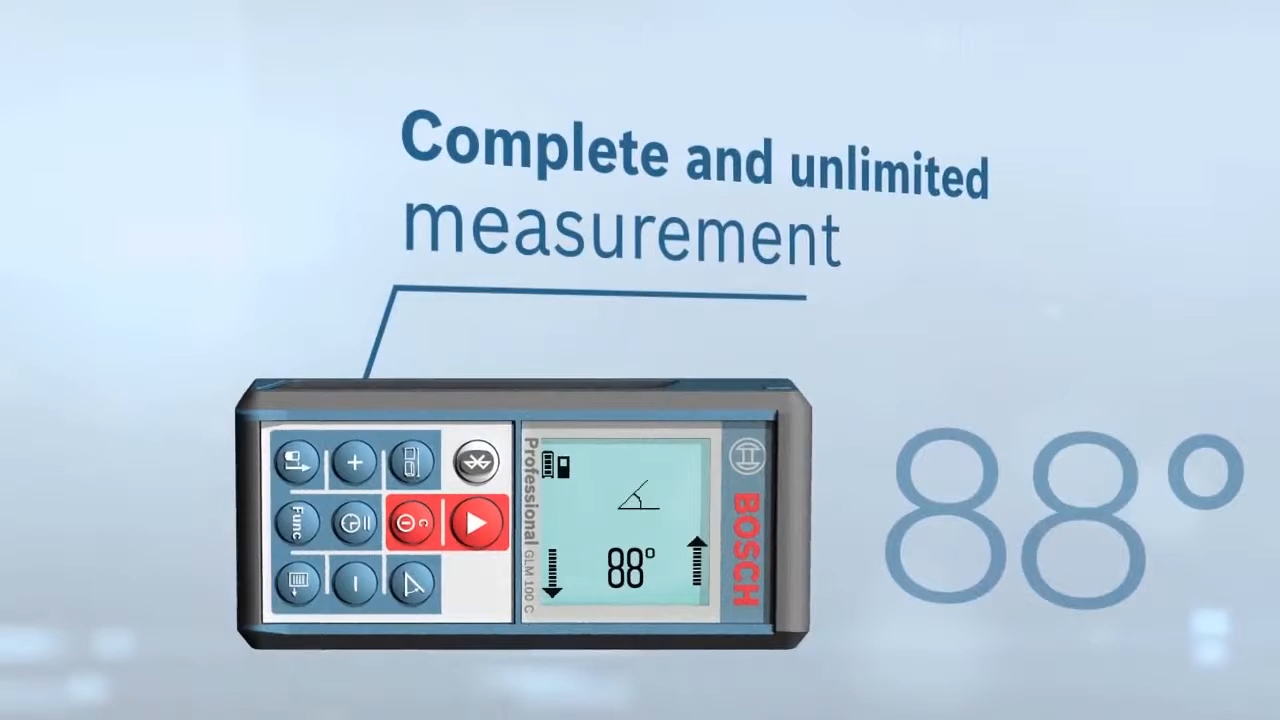 Complete and unlimited
measurement
Func
C
Professional GLM 100 C
88°
BOSCH
88°